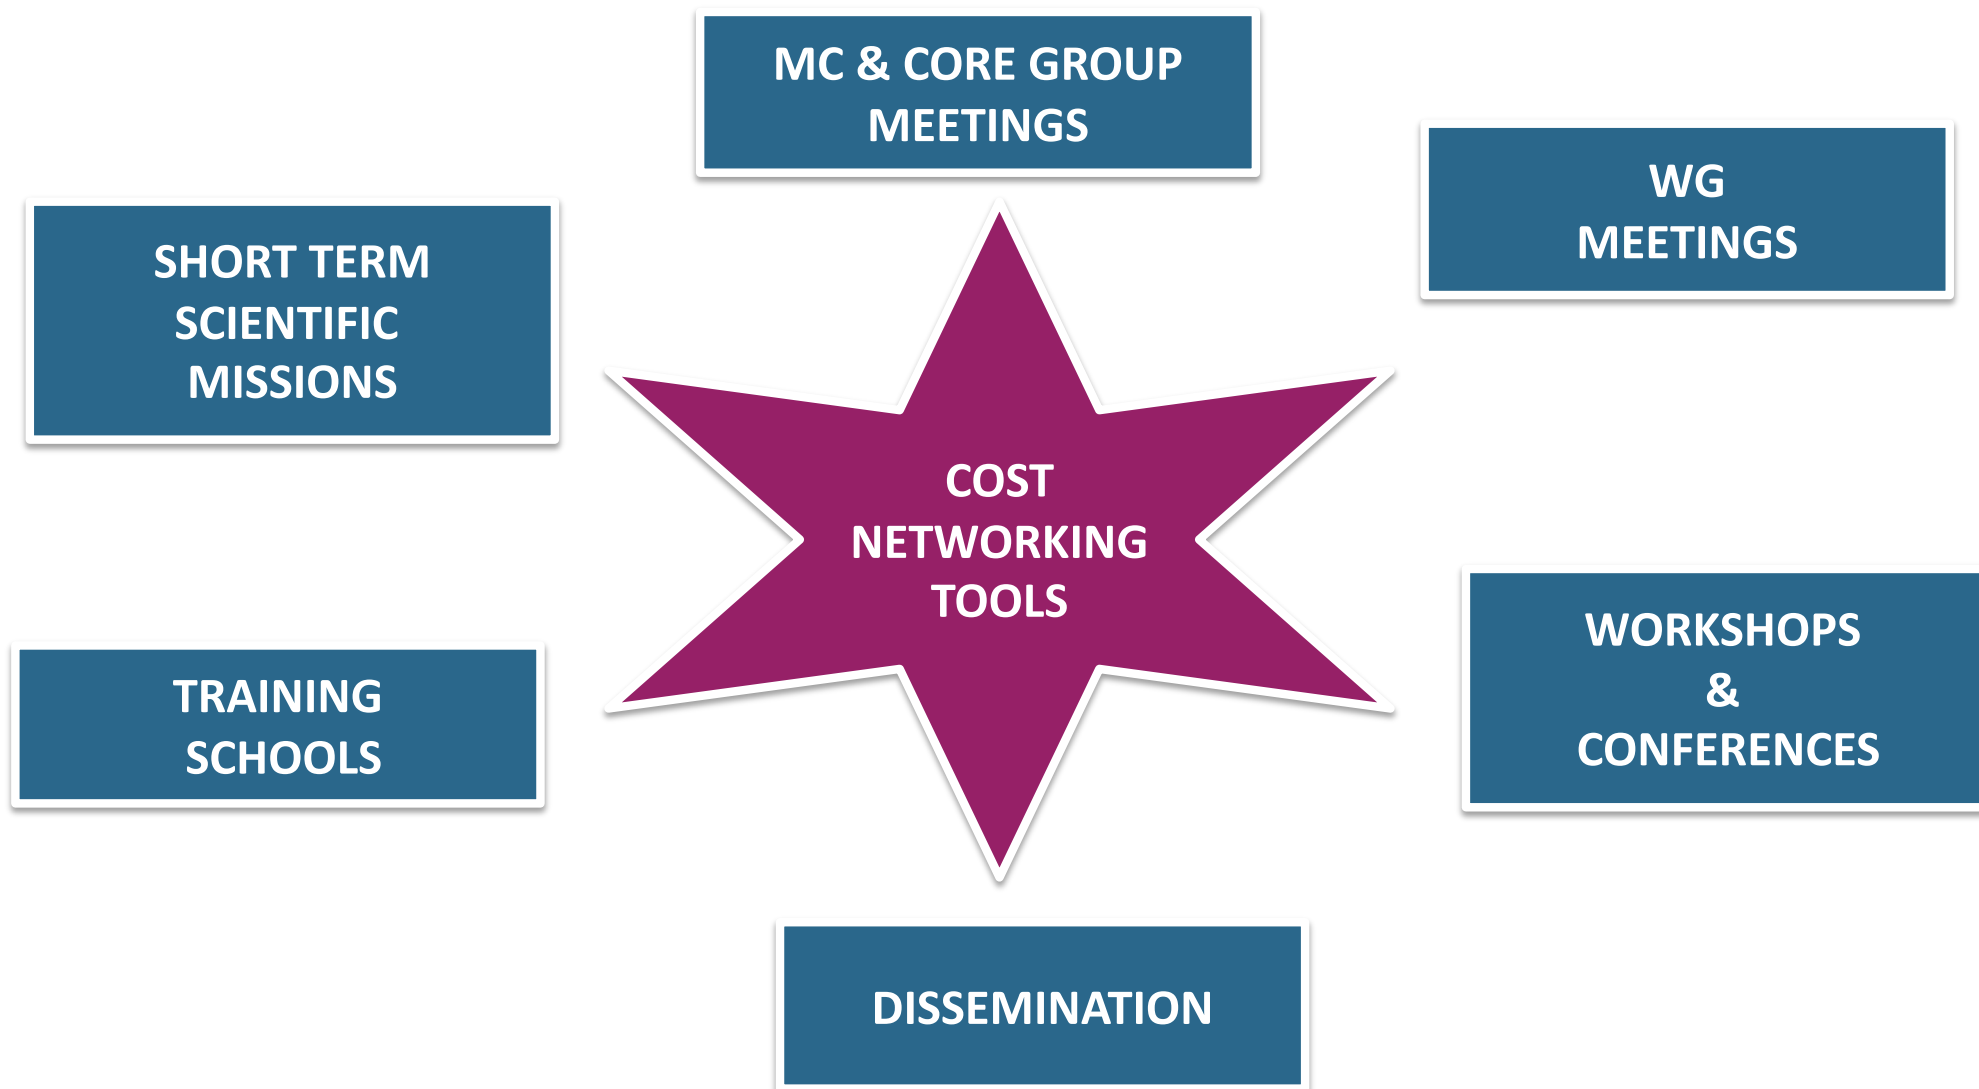 MC & CORE GROUP
MEETINGS
WG
MEETINGS
SHORT TERM
SCIENTIFIC
MISSIONS
COST
NETWORKING
TOOLS
WORKSHOPS
&
CONFERENCES
TRAINING
SCHOOLS
DISSEMINATION